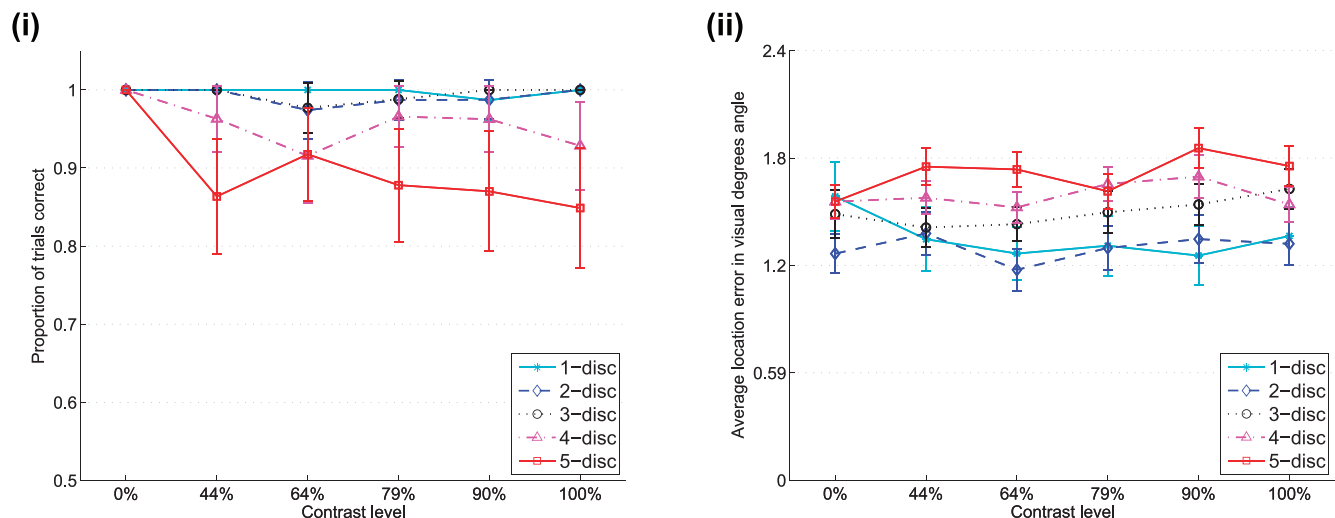 (i)
Proportion of trials correct
1
0.9
0.8
0.7
0.6
0.5
0%
44%
64%
79%
90%
100%
Contrast level
1−disc
2−disc
3−disc
4−disc
5−disc
(ii)
Average location error in visual degrees angle
2.4
1.8
1.2
0.59
0
0%
44%
64%
79%
90%
100%
Contrast level
1−disc
2−disc
3−disc
4−disc
5−disc